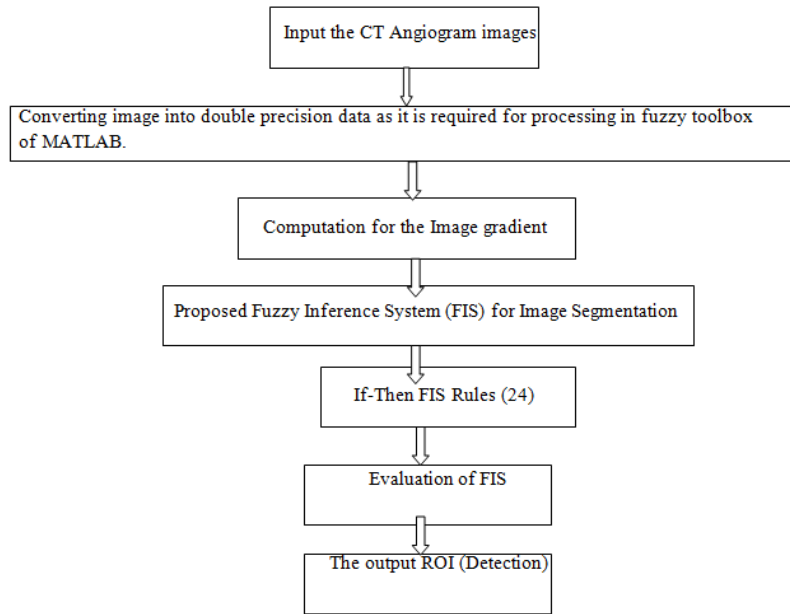 Input the CT Angiogram images
Converting image into double precision data as it is required for processing in fuzzy toolbox
of MATLAB.
Computation for the Image gradient
Proposed Fuzzy Inference System (FIS) for Image Segmentation
If-Then FIS Rules (24)
Evaluation of FIS
The output ROI (Detection)